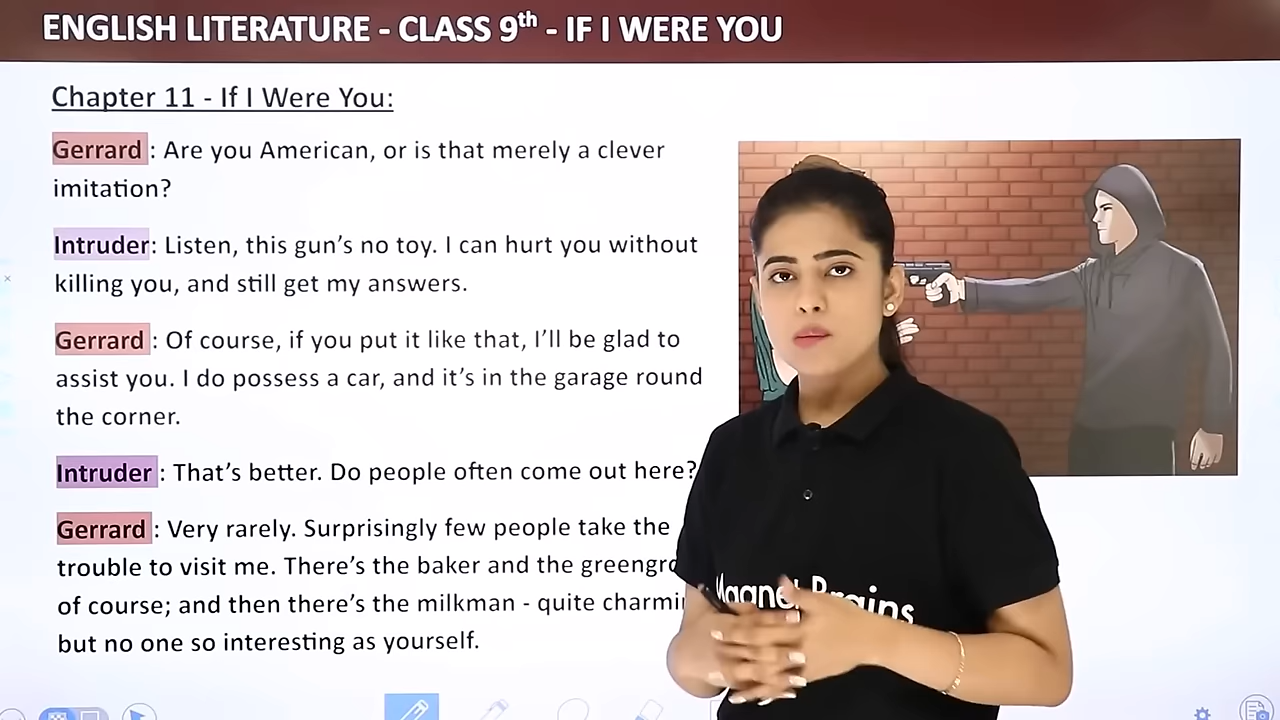 ENGLISH LITERATURE - CLASS 9th - IF I WERE YOU
Chapter 11 - If I Were You:
Gerrard : Are you American, or is that merely a clever
imitation?
Intruder: Listen, this gun's no toy. I can hurt you without
killing you, and still get my answers.
Gerrard : Of course, if you put it like that, I'll be glad to
assist you. I do possess a car, and it's in the garage round
the corner.
Intruder : That's better. Do people often come out here?
Gerrard : Very rarely. Surprisingly few people take the
trouble to visit me. There's the baker and the
of course; and then there's the milkman - quite
but no one so interesting as yourself.
Magnet Brains